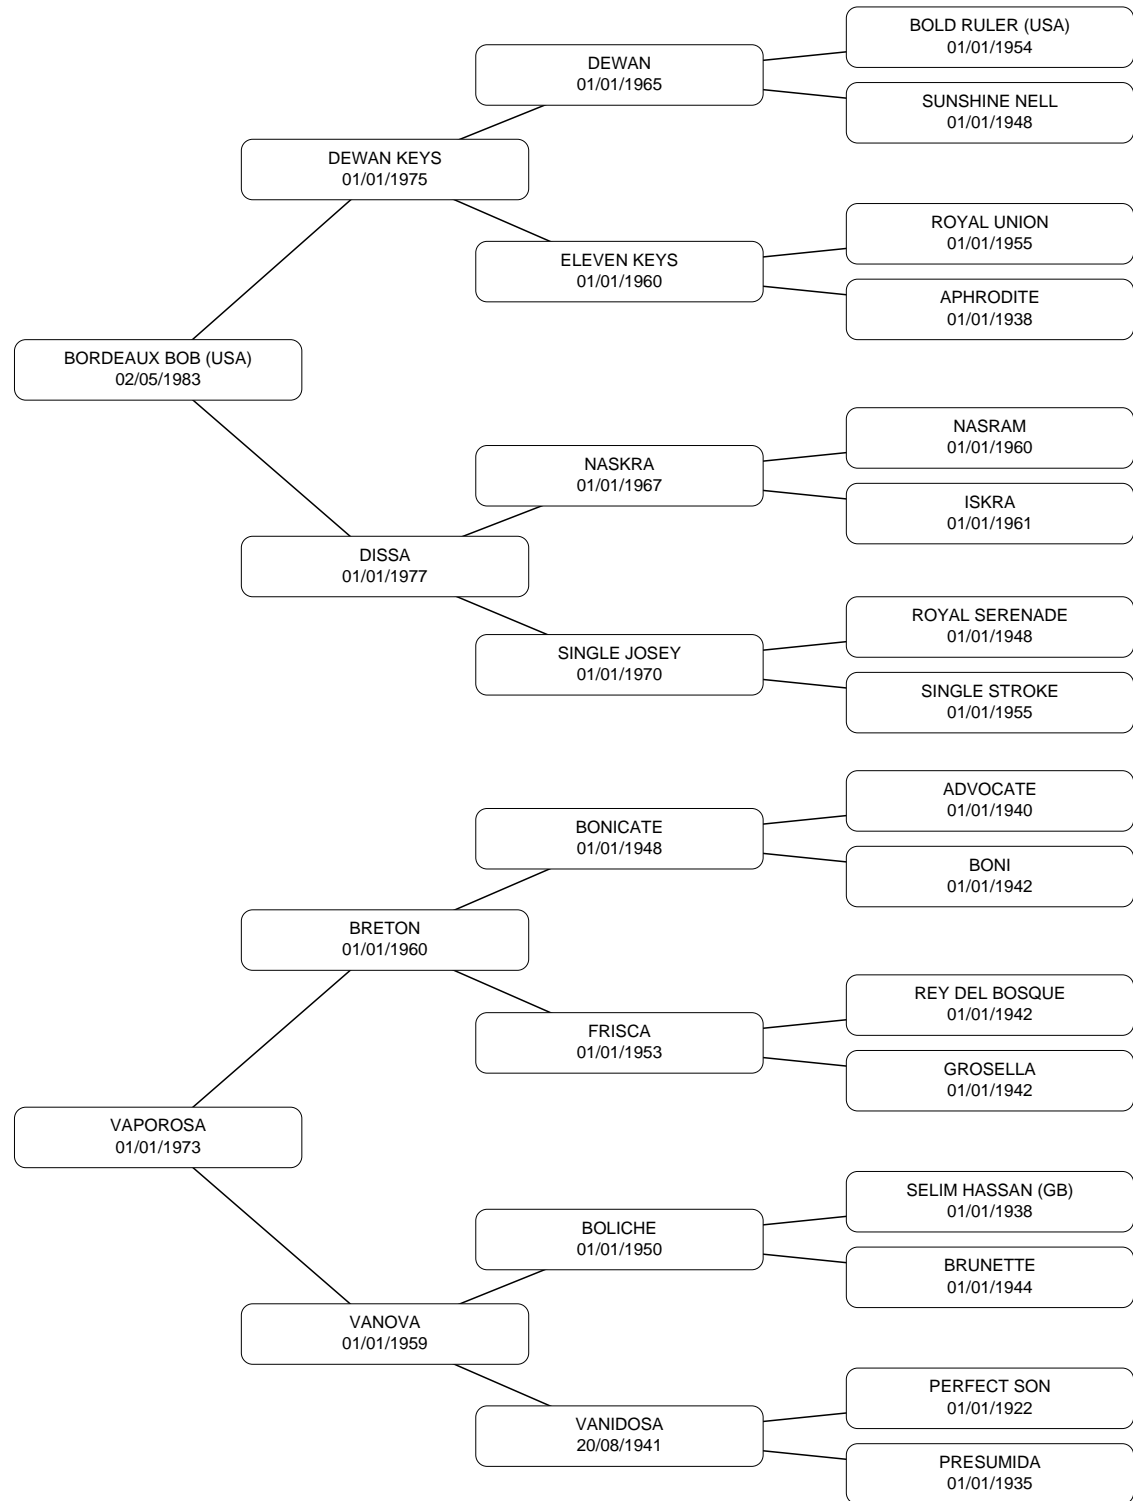 BOLD RULER (USA)
01/01/1954
DEWAN
01/01/1965
SUNSHINE NELL
01/01/1948
DEWAN KEYS
01/01/1975
ROYAL UNION
01/01/1955
ELEVEN KEYS
01/01/1960
APHRODITE
01/01/1938
BORDEAUX BOB (USA)
02/05/1983
NASRAM
01/01/1960
NASKRA
01/01/1967
ISKRA
01/01/1961
DISSA
01/01/1977
ROYAL SERENADE
01/01/1948
SINGLE JOSEY
01/01/1970
SINGLE STROKE
01/01/1955
ADVOCATE
01/01/1940
BONICATE
01/01/1948
BONI
01/01/1942
BRETON
01/01/1960
REY DEL BOSQUE
01/01/1942
FRISCA
01/01/1953
GROSELLA
01/01/1942
VAPOROSA
01/01/1973
SELIM HASSAN (GB)
01/01/1938
BOLICHE
01/01/1950
BRUNETTE
01/01/1944
VANOVA
01/01/1959
PERFECT SON
01/01/1922
VANIDOSA
20/08/1941
PRESUMIDA
01/01/1935